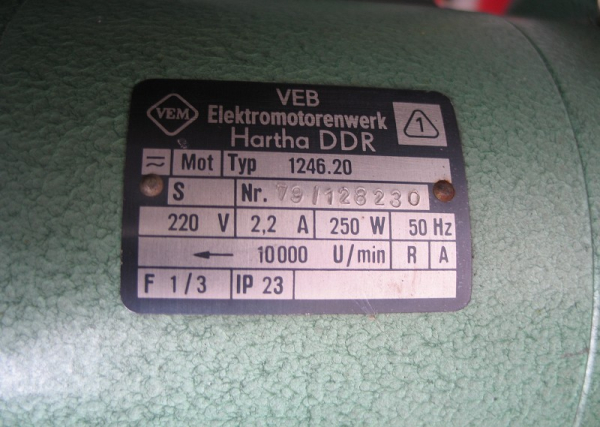 VEM
VEB
Elektromotorenwerk
Hartha DDR
1
= Mot Typ 1246.20
S Nr. 79/128230
220 V 2,2 A 250 W 50 Hz
← 10000 U/min R A
F 1/3 IP 23